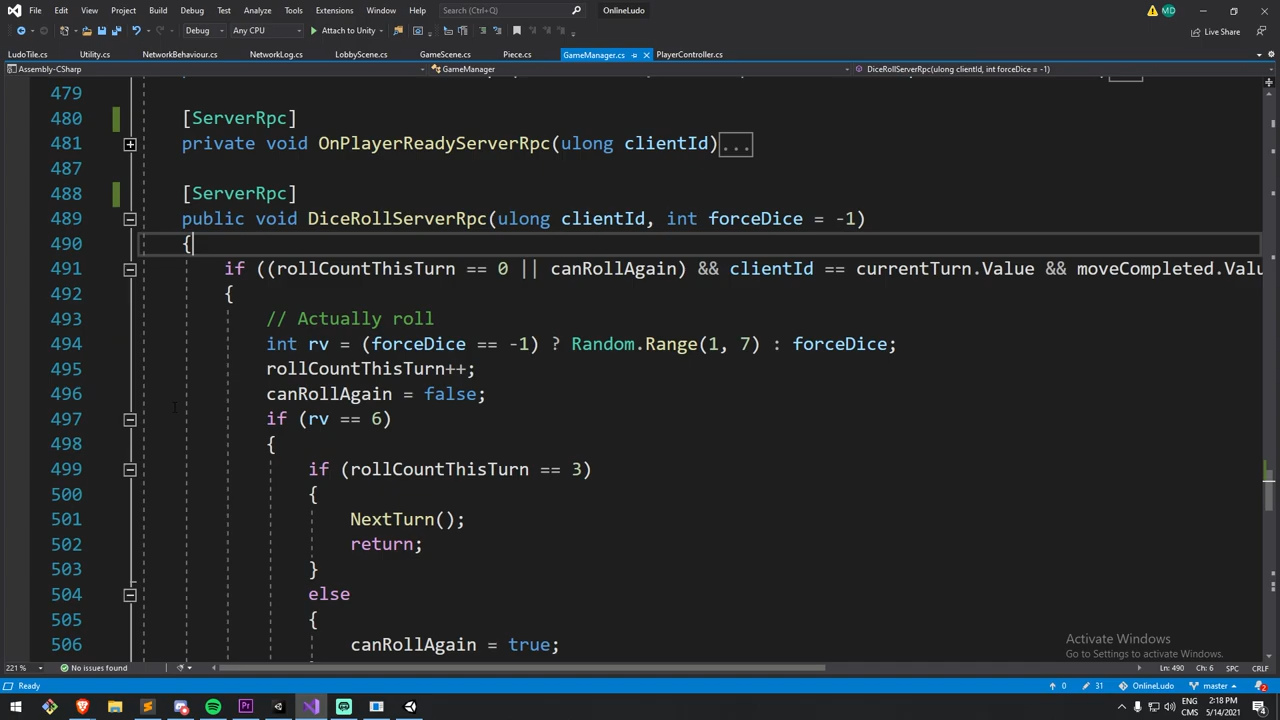 File Edit View Project Build Debug Test Analyze Tools Extensions Window Help Search (Ctrl+Q) OnlineLudo MD
Debug Any CPU Attach to Unity Live Share
LudoTile.cs Utility.cs NetworkBehaviour.cs NetworkLog.cs LobbyScene.cs GameScene.cs Piece.cs GameManager.cs PlayerController.cs
Assembly-CSharp GameManager DiceRollServerRpc(ulong clientId, int forceDice = -1)
479
480 [ServerRpc]
481 private void OnPlayerReadyServerRpc(ulong clientId)...
487
488 [ServerRpc]
489 public void DiceRollServerRpc(ulong clientId, int forceDice = -1)
490 {
491 if ((rollCountThisTurn == 0 || canRollAgain) && clientId == currentTurn.Value && moveCompleted.Valu
492 {
493 // Actually roll
494 int rv = (forceDice == -1) ? Random.Range(1, 7) : forceDice;
495 rollCountThisTurn++;
496 canRollAgain = false;
497 if (rv == 6)
498 {
499 if (rollCountThisTurn == 3)
500 {
501 NextTurn();
502 return;
503 }
504 else
505 {
506 canRollAgain = true;
Activate Windows
Go to Settings to activate Windows.
221 % No issues found Ln: 490 Ch: 6 SPC CRLF
Ready 0 31 OnlineLudo master 2
ENG 2:18 PM
CMS 5/14/2021 4